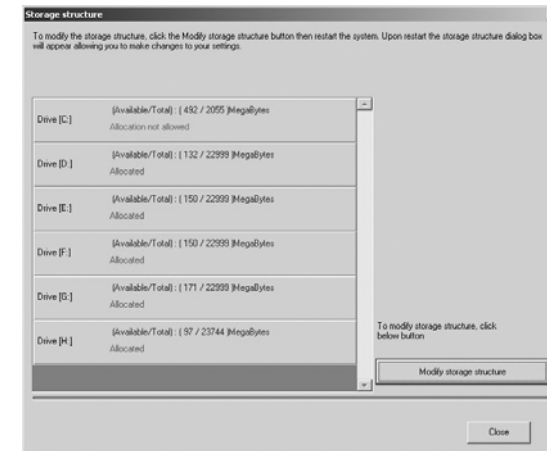 Storage structure
To modify the storage structure, click the Modify storage structure button then restart the system. Upon restart the storage structure dialog box
will appear allowing you to make changes to your settings.
Drive [C:]
(Available/Total) : ( 492 / 2055 )MegaBytes
Allocation not allowed
Drive [D:]
(Available/Total) : ( 132 / 22999 )MegaBytes
Allocated
Drive [E:]
(Available/Total) : ( 150 / 22999 )MegaBytes
Allocated
Drive [F:]
(Available/Total) : ( 150 / 22999 )MegaBytes
Allocated
Drive [G:]
(Available/Total) : ( 171 / 22999 )MegaBytes
Allocated
Drive [H:]
(Available/Total) : ( 97 / 23744 )MegaBytes
Allocated
To modify storage structure, click
below button
Modify storage structure
Close